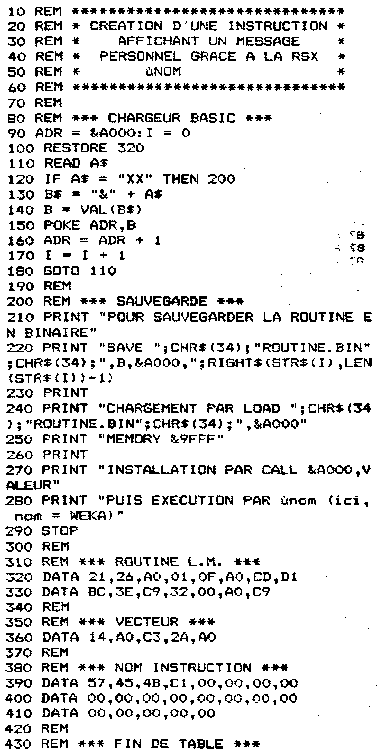 10 REM *******************************
20 REM * CREATION D'UNE INSTRUCTION *
30 REM * AFFICHANT UN MESSAGE *
40 REM * PERSONNEL GRACE A LA RSX *
50 REM * ùNOM *
60 REM *******************************
70 REM
80 REM *** CHARGEUR BASIC ***
90 ADR = &A000:I = 0
100 RESTORE 320
110 READ A$
120 IF A$ = "XX" THEN 200
130 B$ = "&" + A$
140 B = VAL(B$)
150 POKE ADR,B
160 ADR = ADR + 1
170 I = I + 1
180 GOTO 110
190 REM
200 REM *** SAUVEGARDE ***
210 PRINT "POUR SAUVEGARDER LA ROUTINE E
N BINAIRE"
220 PRINT "SAVE ";CHR$(34);"ROUTINE.BIN"
;CHR$(34);",B,&A000,";RIGHT$(STR$(I),LEN
(STR$(I))-1)
230 PRINT
240 PRINT "CHARGEMENT PAR LOAD ";CHR$(34
);"ROUTINE.BIN";CHR$(34);",&A000"
250 PRINT "MEMORY &9FFF"
260 PRINT
270 PRINT "INSTALLATION PAR CALL &A000,V
ALEUR"
280 PRINT "PUIS EXECUTION PAR ùnom (ici,
nom = WEKA)"
290 STOP
300 REM
310 REM *** ROUTINE L.M. ***
320 DATA 21,26,A0,01,0F,A0,CD,D1
330 DATA BC,3E,C9,32,00,A0,C9
340 REM
350 REM *** VECTEUR ***
360 DATA 14,A0,C3,2A,A0
370 REM
380 REM *** NOM INSTRUCTION ***
390 DATA 57,45,4B,C1,00,00,00,00
400 DATA 00,00,00,00,00,00,00,00
410 DATA 00,00,00,00,00
420 REM
430 REM *** FIN DE TABLE ***